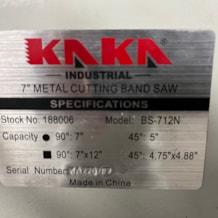 KAKA
INDUSTRIAL
7" METAL CUTTING BAND SAW
SPECIFICATIONS
Stock No: 188006 Model: BS-712N
Capacity ● 90°: 7" 45°: 5"
■ 90°: 7"x12" 45°: 4.75"x4.88"
Serial Number:
Made in China